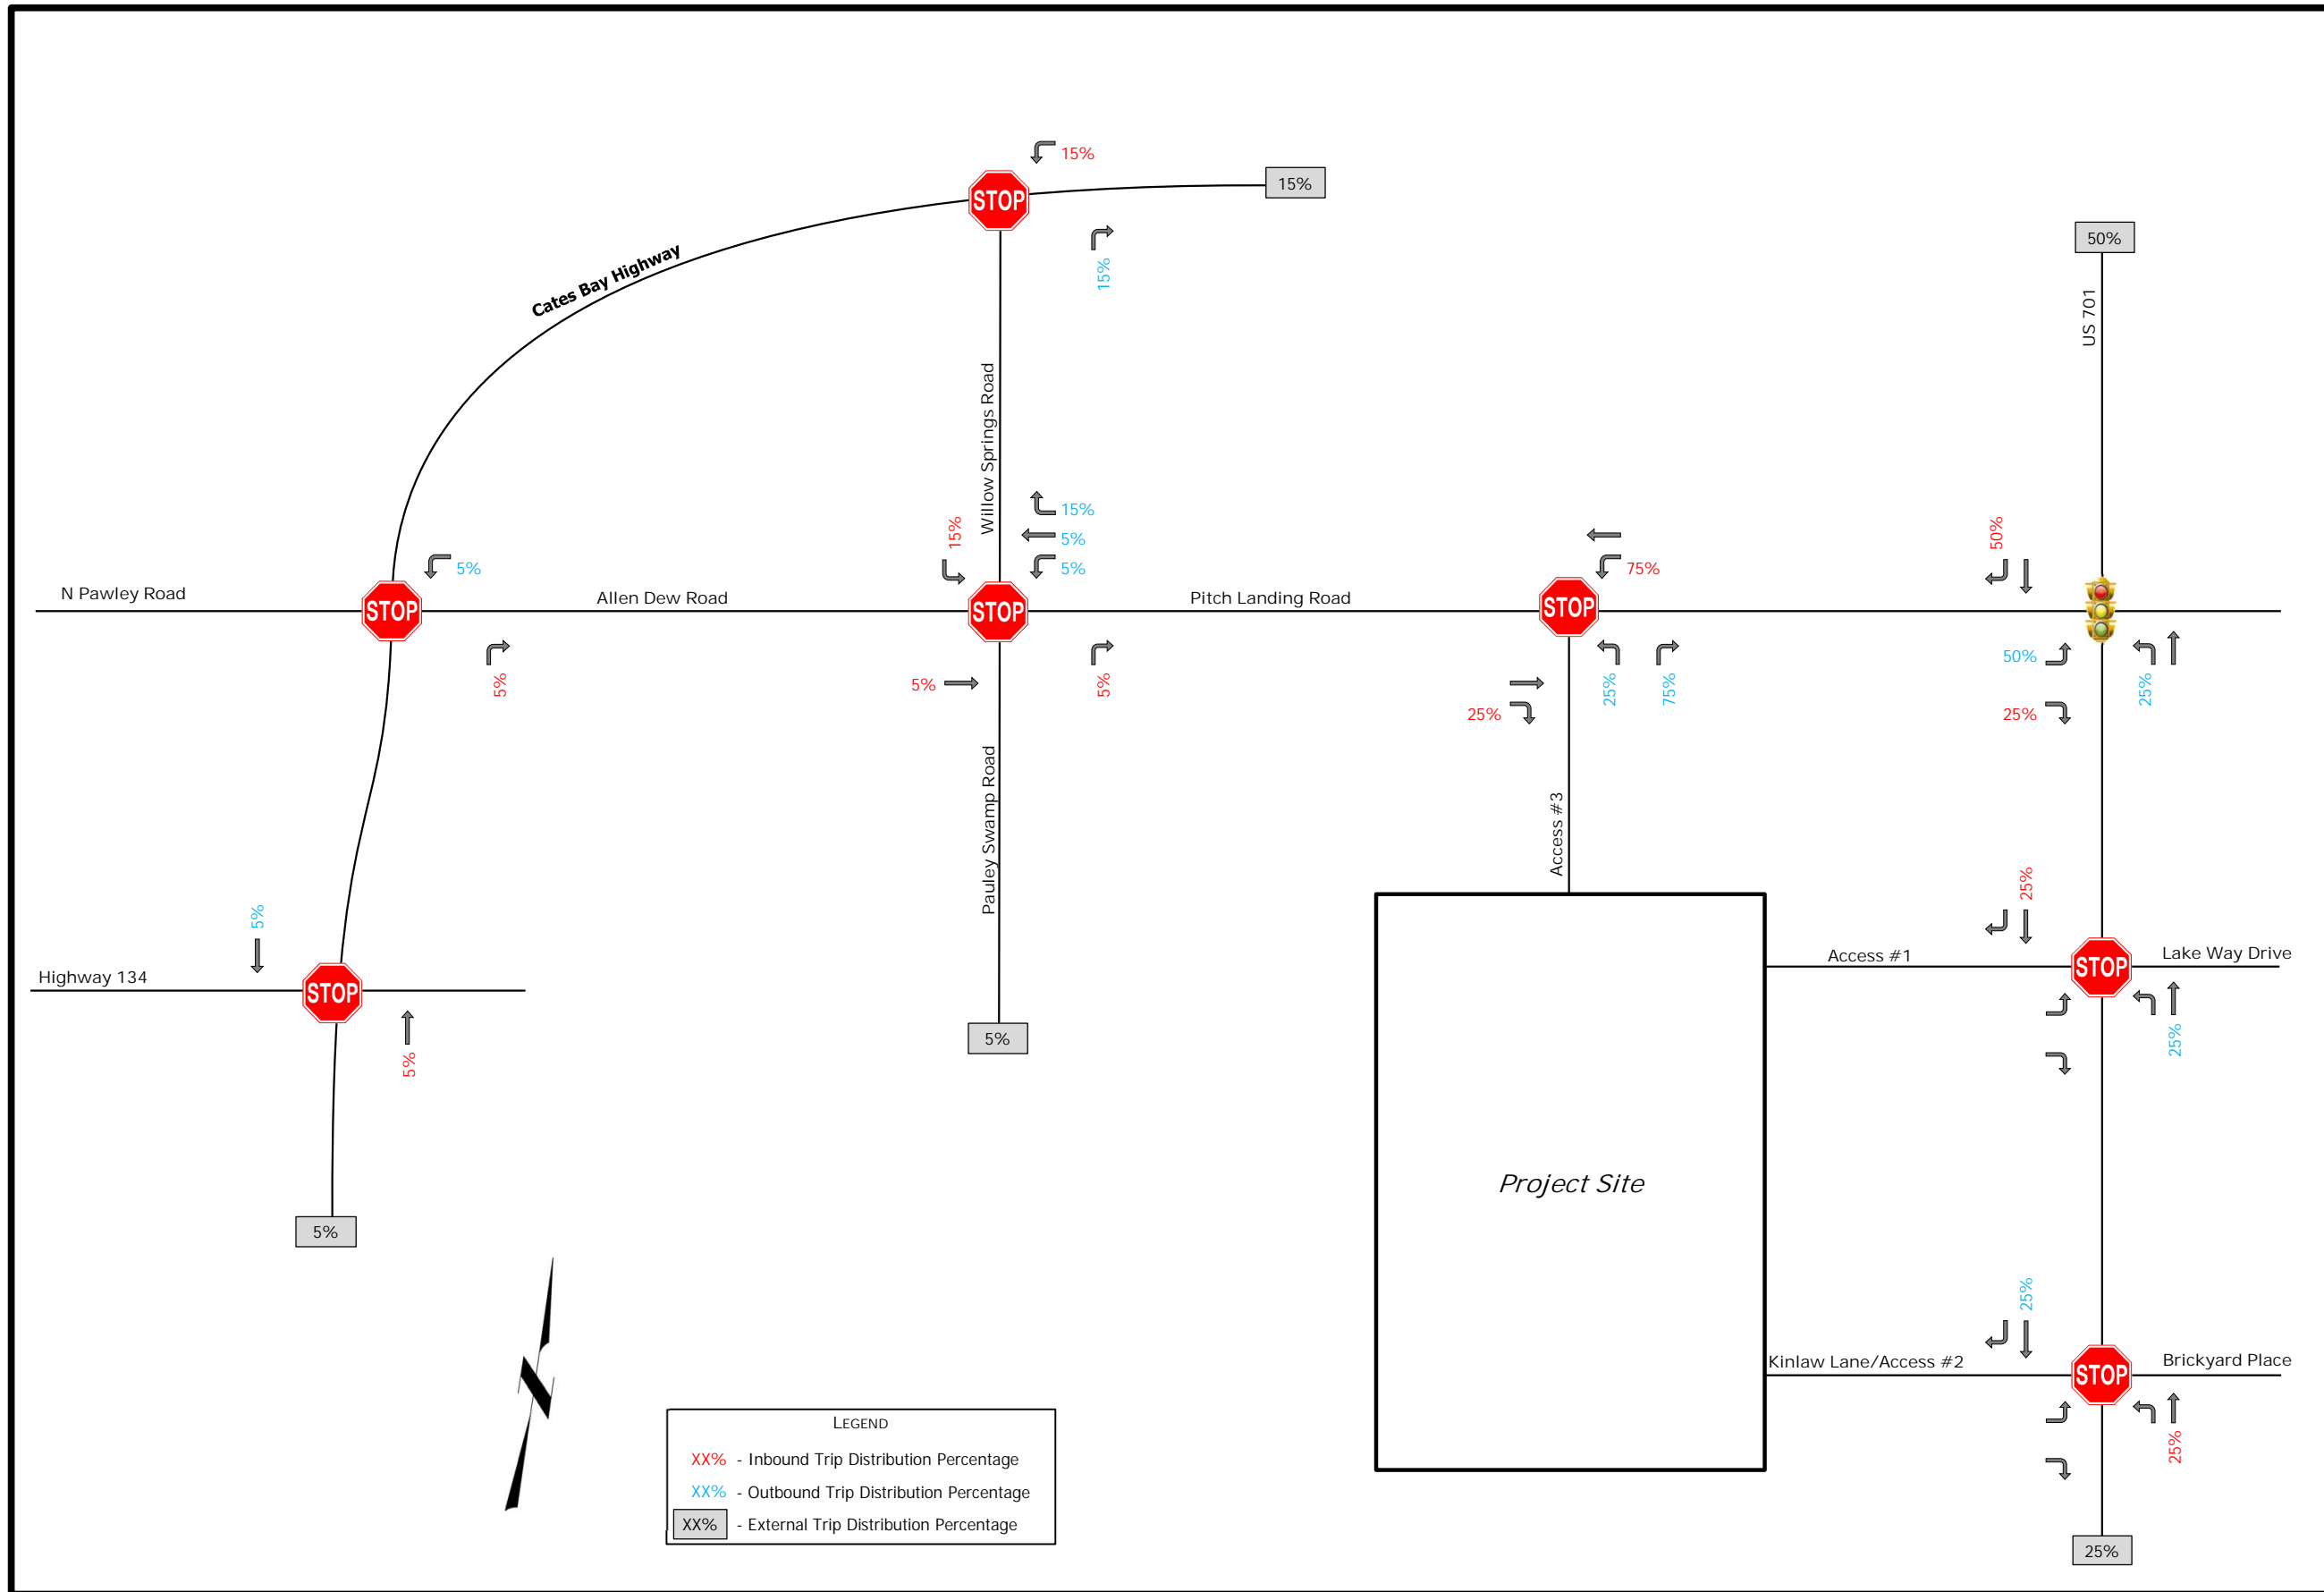 15%
STOP
15%
50%
15%
Cates Bay Highway
US 701
Willow Springs Road
15%
15%
5%
5%
50%
5%
75%
N Pawley Road
STOP
Allen Dew Road
STOP
Pitch Landing Road
STOP
5%
5%
5%
25%
25%
75%
50%
25%
25%
Pauley Swamp Road
Access #3
25%
5%
Highway 134
STOP
Access #1
STOP
Lake Way Drive
5%
5%
25%
Project Site
5%
25%
Kinlaw Lane/Access #2
STOP
Brickyard Place
25%
25%
LEGEND
XX% - Inbound Trip Distribution Percentage
XX% - Outbound Trip Distribution Percentage
XX% - External Trip Distribution Percentage